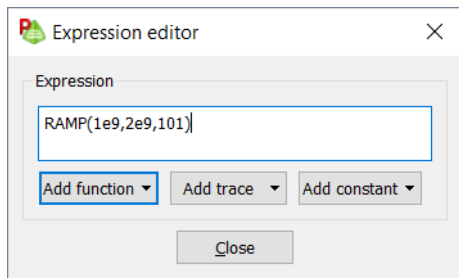 Expression editor
Expression
RAMP(1e9,2e9,101)
Add function Add trace Add constant
Close